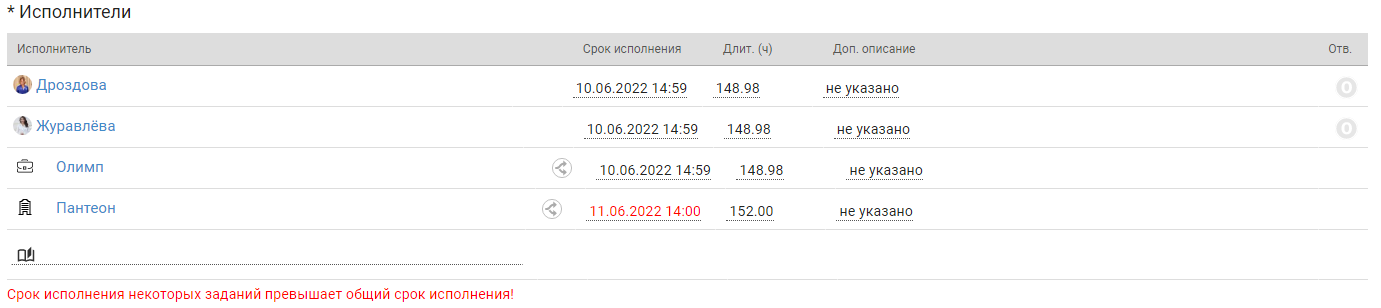 * Исполнители
Исполнитель Срок исполнения Длит. (ч) Доп. описание Отв.
Дроздова 10.06.2022 14:59 148.98 не указано О
Журавлёва 10.06.2022 14:59 148.98 не указано О
Олимп 10.06.2022 14:59 148.98 не указано
Пантеон 11.06.2022 14:00 152.00 не указано
Срок исполнения некоторых заданий превышает общий срок исполнения!